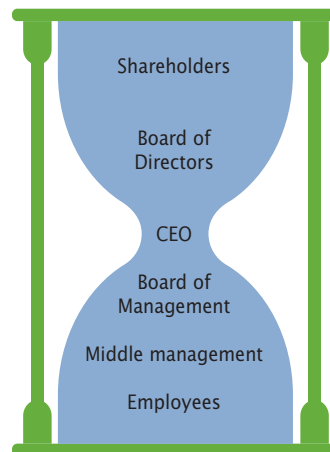 Shareholders
Board of
Directors
CEO
Board of
Management
Middle management
Employees